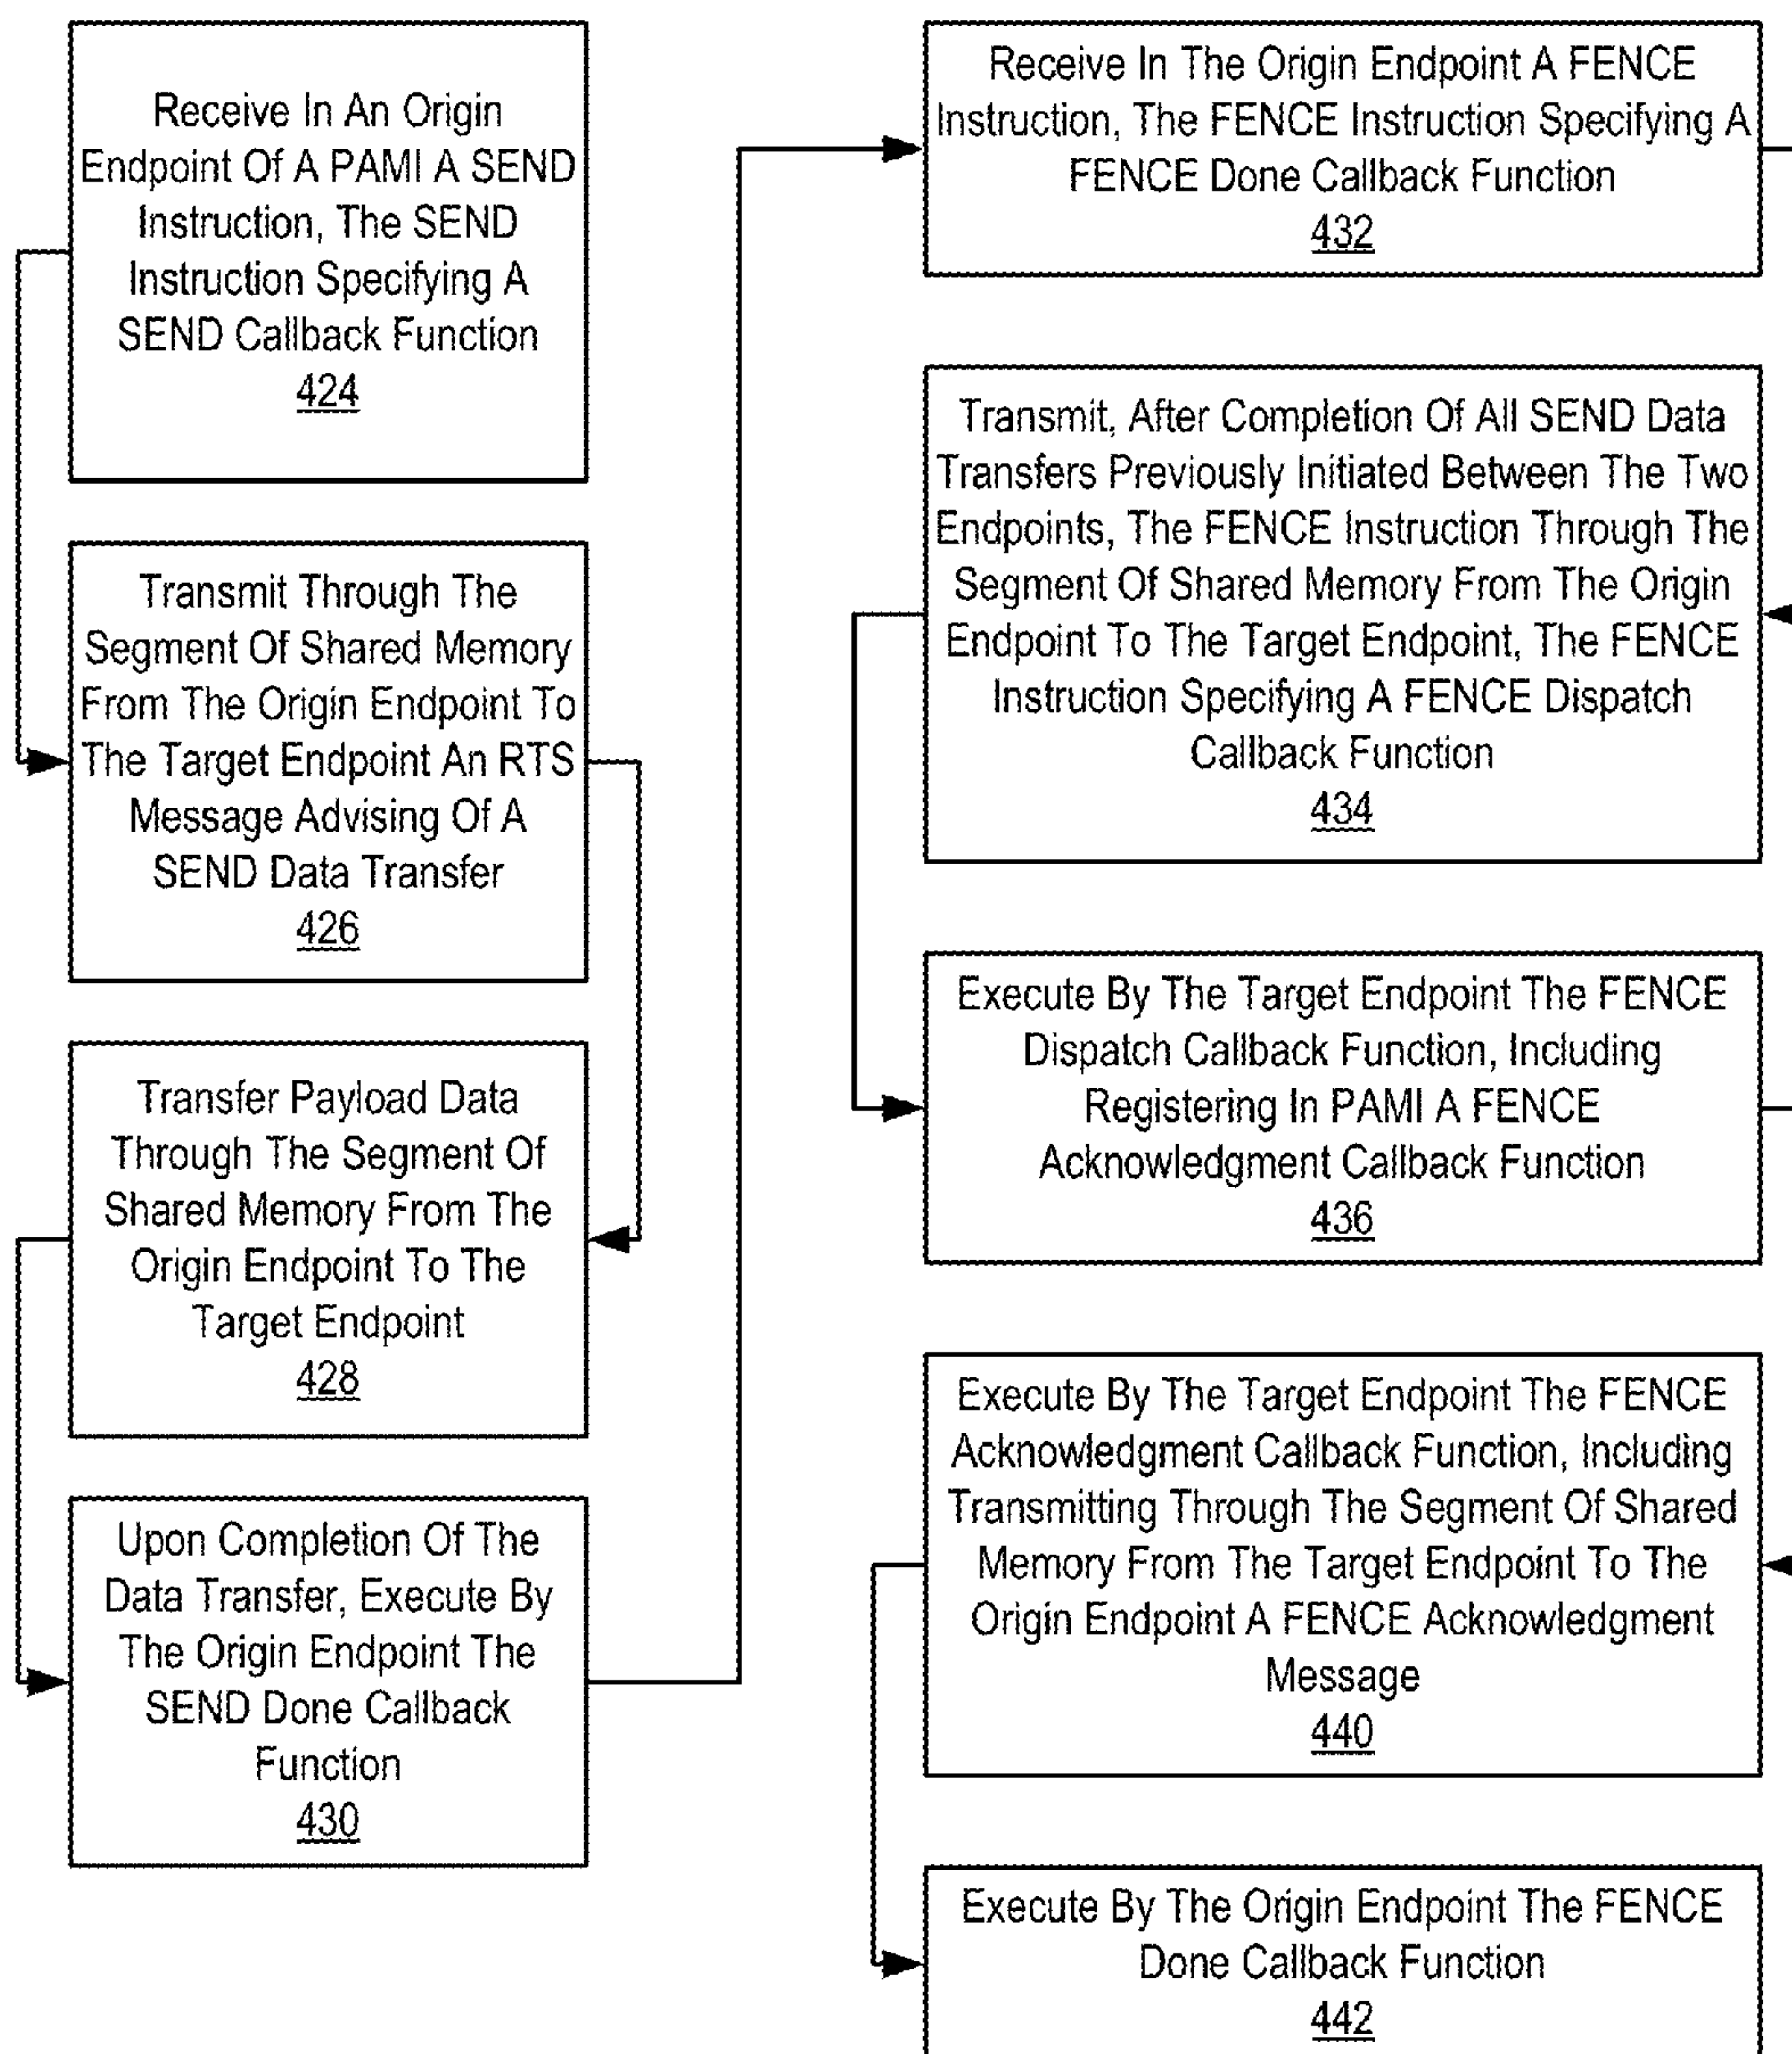 Receive In An Origin
Endpoint Of A PAMI A SEND
Instruction, The SEND
Instruction Specifying A
SEND Callback Function
424
Transmit Through The
Segment Of Shared Memory
From The Origin Endpoint To
The Target Endpoint An RTS
Message Advising Of A
SEND Data Transfer
426
Transfer Payload Data
Through The Segment Of
Shared Memory From The
Origin Endpoint To The
Target Endpoint
428
Upon Completion Of The
Data Transfer, Execute By
The Origin Endpoint The
SEND Done Callback
Function
430
Receive In The Origin Endpoint A FENCE
Instruction, The FENCE Instruction Specifying A
FENCE Done Callback Function
432
Transmit, After Completion Of All SEND Data
Transfers Previously Initiated Between The Two
Endpoints, The FENCE Instruction Through The
Segment Of Shared Memory From The Origin
Endpoint To The Target Endpoint, The FENCE
Instruction Specifying A FENCE Dispatch
Callback Function
434
Execute By The Target Endpoint The FENCE
Dispatch Callback Function, Including
Registering In PAMI A FENCE
Acknowledgment Callback Function
436
Execute By The Target Endpoint The FENCE
Acknowledgment Callback Function, Including
Transmitting Through The Segment Of Shared
Memory From The Target Endpoint To The
Origin Endpoint A FENCE Acknowledgment
Message
440
Execute By The Origin Endpoint The FENCE
Done Callback Function
442